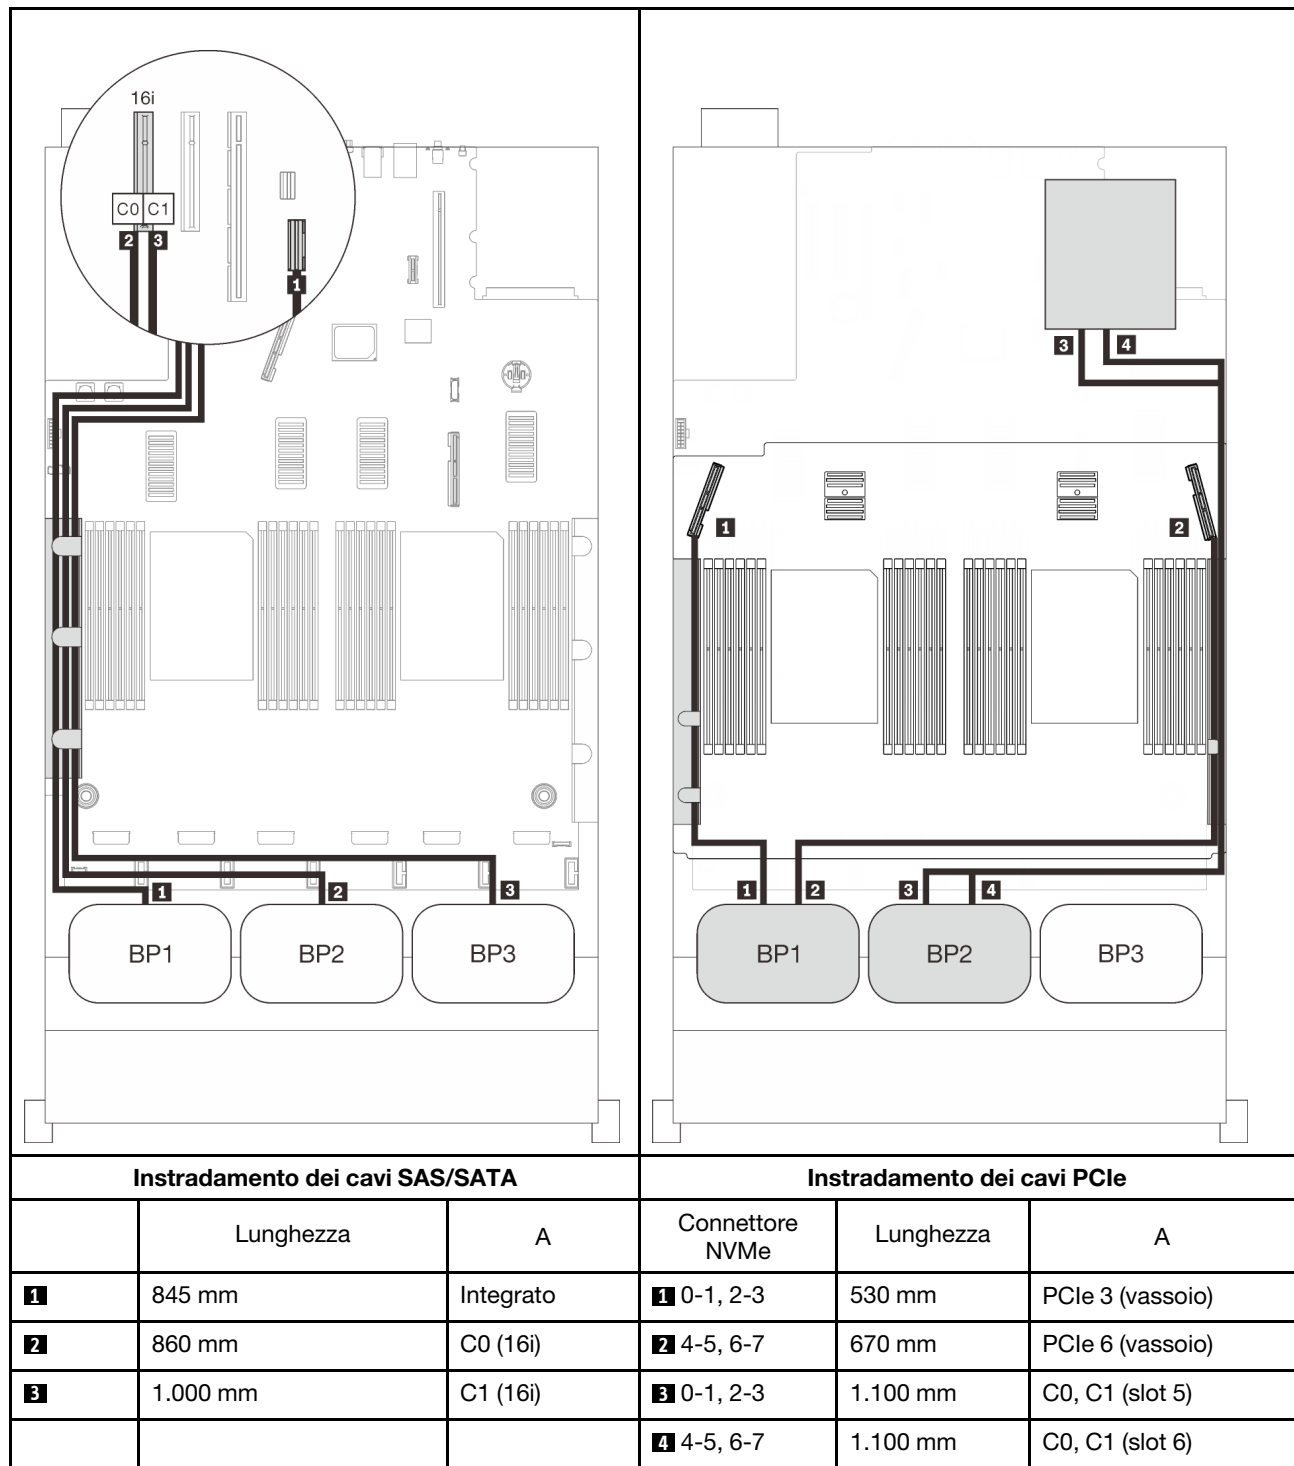 16i
C0 C1
2 3
1
1
2
3
BP1
BP2
BP3
3
4
1
2
1
2
3
4
BP1
BP2
BP3
Instradamento dei cavi SAS/SATA
Instradamento dei cavi PCIe
Lunghezza
A
Connettore
NVMe
Lunghezza
A
1 845 mm Integrato
1 0-1, 2-3 530 mm PCIe 3 (vassoio)
2 860 mm C0 (16i)
2 4-5, 6-7 670 mm PCIe 6 (vassoio)
3 1.000 mm C1 (16i)
3 0-1, 2-3 1.100 mm C0, C1 (slot 5)
4 4-5, 6-7 1.100 mm C0, C1 (slot 6)